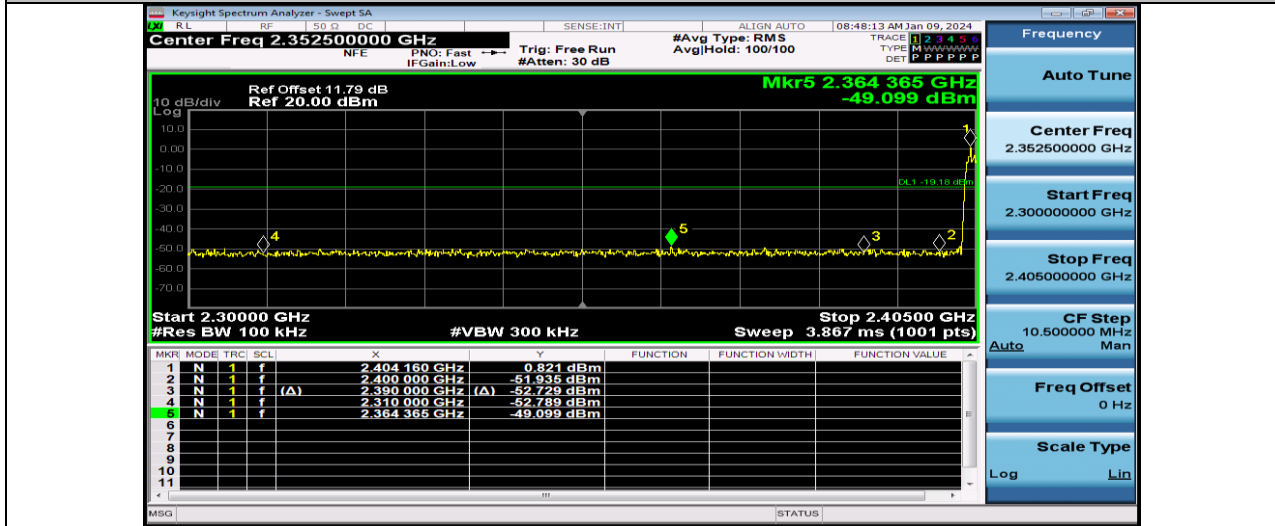 Keysight Spectrum Analyzer - Swept SA
LXI RL RF 50 Ω DC SENSE:INT ALIGN AUTO 08:48:13 AM Jan 09, 2024
Center Freq 2.352500000 GHz #Avg Type: RMS TRACE 1 2 3 4 5 6
NFE PNO: Fast Trig: Free Run Avg|Hold: 100/100 TYPE M WWWWW
IFGain:Low #Atten: 30 dB DET P P P P P P
Mkr5 2.364 365 GHz
Ref Offset 11.79 dB
10 dB/div Ref 20.00 dBm -49.099 dBm
Log
10.0
0.00
-10.0
-20.0
-30.0
-40.0
-50.0
-60.0
-70.0
1
DL1 -19.18 dBm
4
5
3
2
Start 2.30000 GHz Stop 2.40500 GHz
#Res BW 100 kHz #VBW 300 kHz Sweep 3.867 ms (1001 pts)
MKR MODE TRC SCL X Y FUNCTION FUNCTION WIDTH FUNCTION VALUE
1 N 1 f 2.404 160 GHz 0.821 dBm
2 N 1 f 2.400 000 GHz -51.935 dBm
3 N 1 f (Δ) 2.390 000 GHz (Δ) -52.729 dBm
4 N 1 f 2.310 000 GHz -52.789 dBm
5 N 1 f 2.364 365 GHz -49.099 dBm
6
7
8
9
10
11
MSG STATUS
Frequency
Auto Tune
Center Freq
2.352500000 GHz
Start Freq
2.300000000 GHz
Stop Freq
2.405000000 GHz
CF Step
10.500000 MHz
Auto Man
Freq Offset
0 Hz
Scale Type
Log Lin